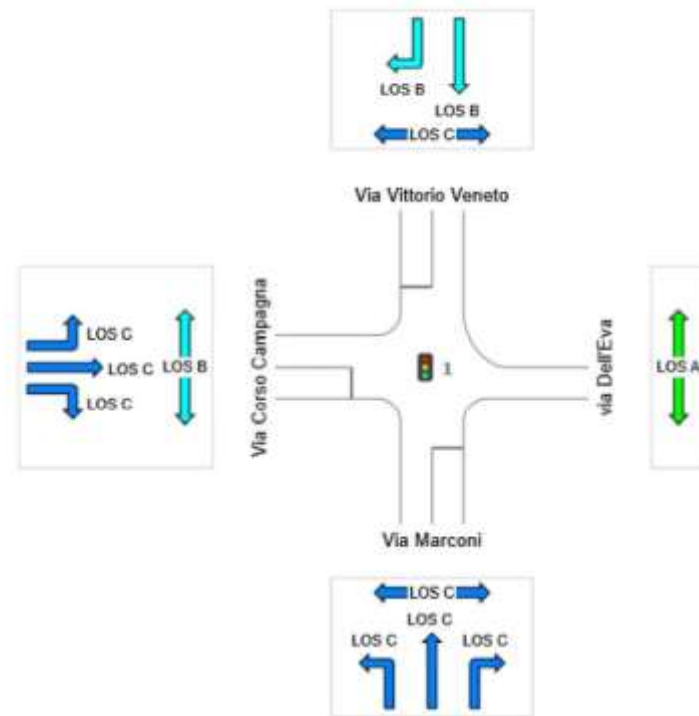 LOS B
LOS B
LOS C
Via Vittorio Veneto
Via Corso Campagna
LOS C
LOS C
LOS B
LOS C
1
via Dell'Eva
LOS A
Via Marconi
LOS C
LOS C
LOS C
LOS C